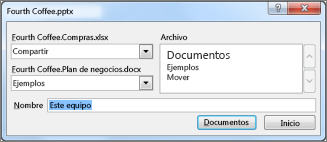 Fourth Coffee.pptx
Fourth Coffee.Compras.xlsx
Compartir
Fourth Coffee.Plan de negocios.docx
Ejemplos
Archivo
Documentos
Ejemplos
Mover
Nombre
Este equipo
Documentos
Inicio